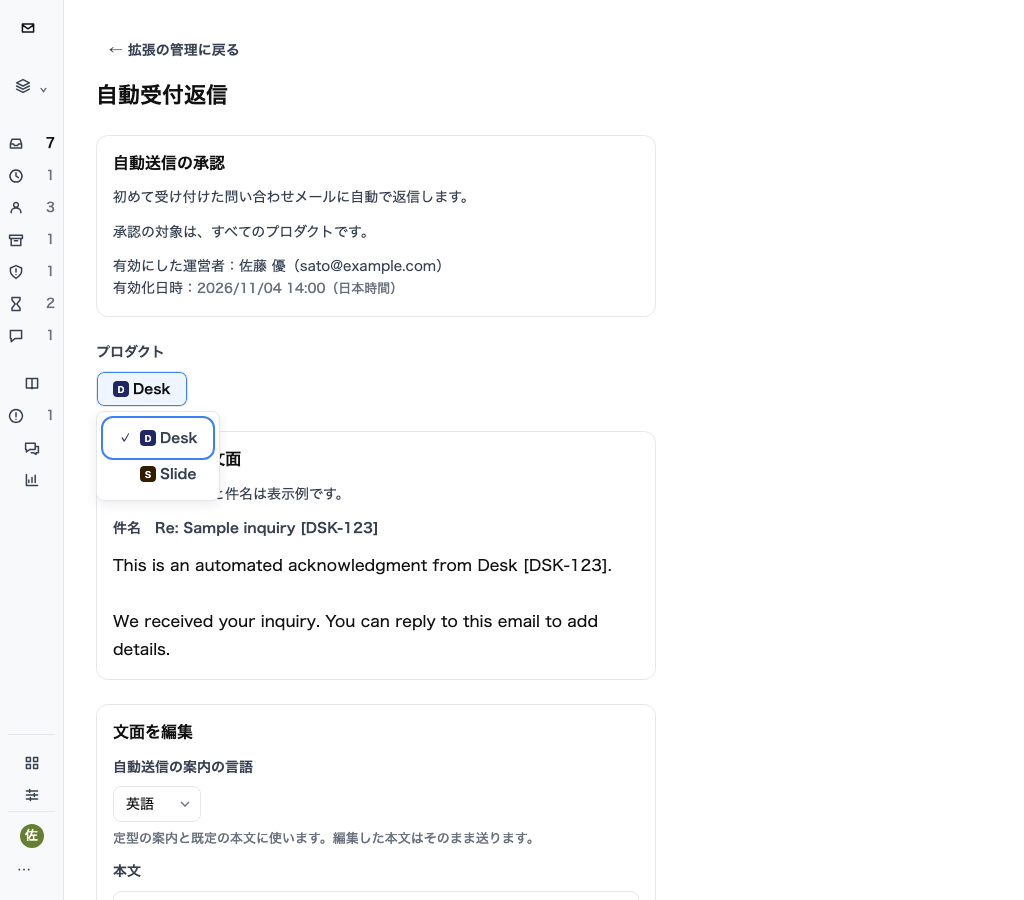 ← 拡張の管理に戻る
自動受付返信
7
1
3
1
1
2
1
1
佐
…
自動送信の承認
初めて受け付けた問い合わせメールに自動で返信します。
承認の対象は、すべてのプロダクトです。
有効にした運営者：佐藤 優（sato@example.com）
有効化日時：2026/11/04 14:00（日本時間）
プロダクト
D Desk
✓ D Desk
S Slide
文面
と件名は表示例です。
件名 Re: Sample inquiry [DSK-123]
This is an automated acknowledgment from Desk [DSK-123].
We received your inquiry. You can reply to this email to add
details.
文面を編集
自動送信の案内の言語
英語
定型の案内と既定の本文に使います。編集した本文はそのまま送ります。
本文